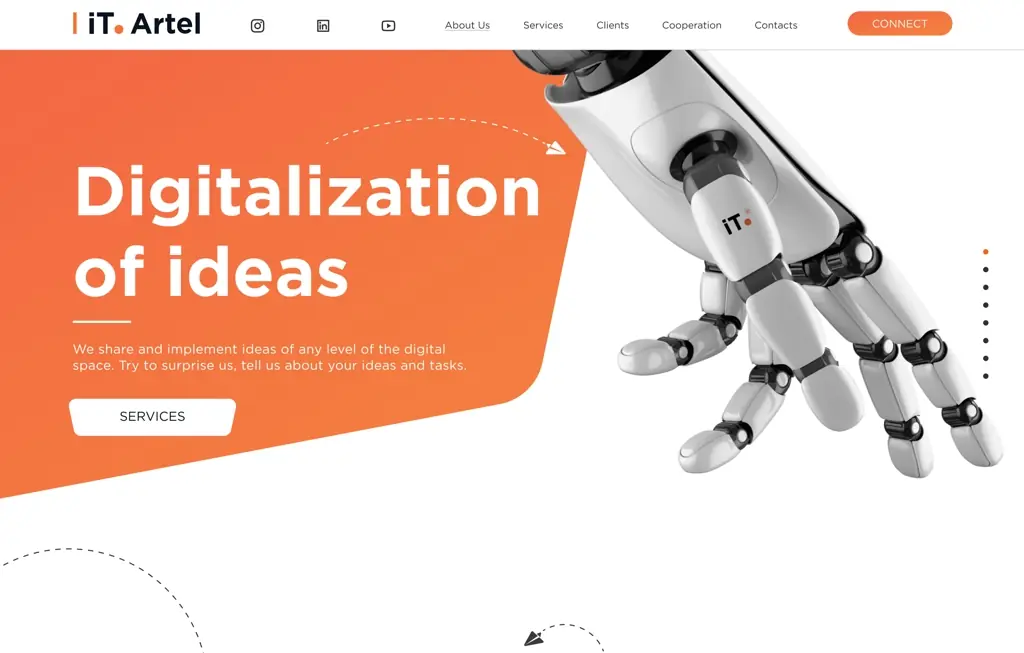 iT. Artel
About Us
Services
Clients
Cooperation
Contacts
CONNECT
Digitalization
of ideas
We share and implement ideas of any level of the digital
space. Try to surprise us, tell us about your ideas and tasks.
SERVICES
iT.